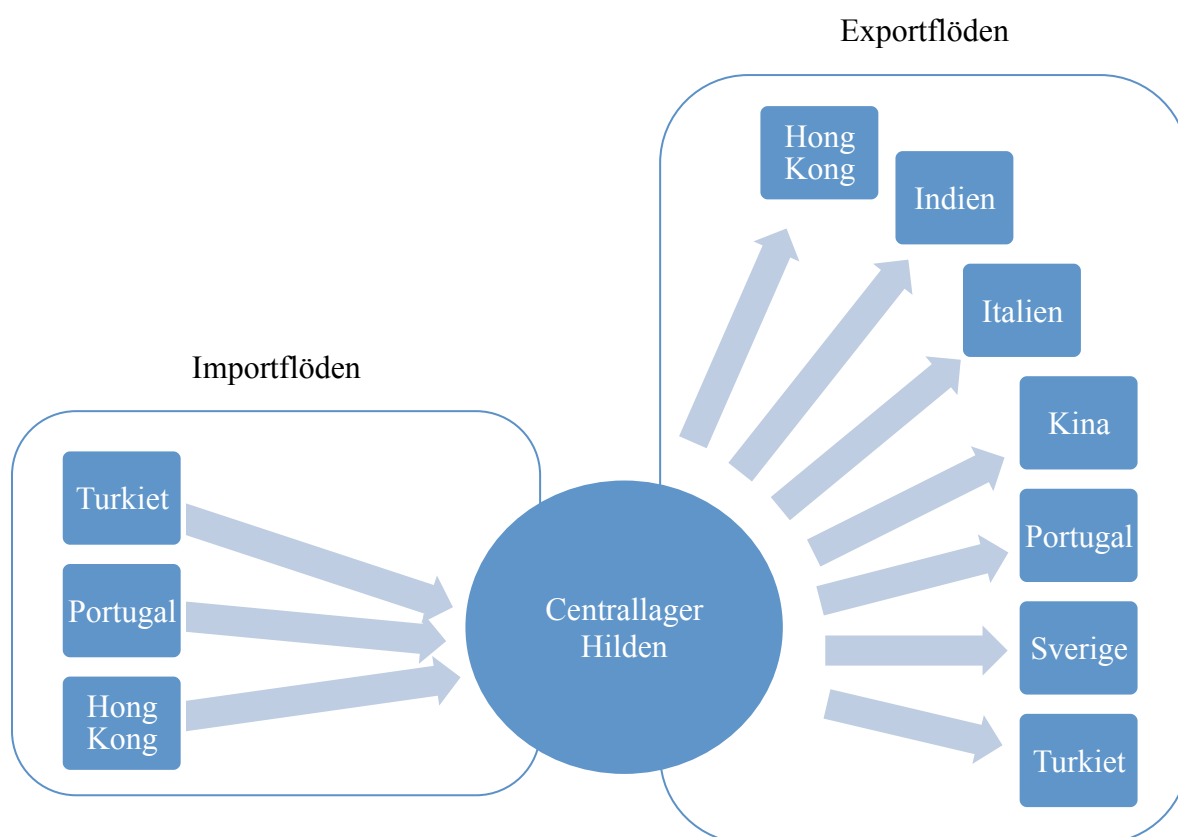 Exportflöden
Hong
Kong
Indien
Italien
Importflöden
Kina
Turkiet
Portugal
Portugal
Centrallager
Hilden
Sverige
Hong
Kong
Turkiet